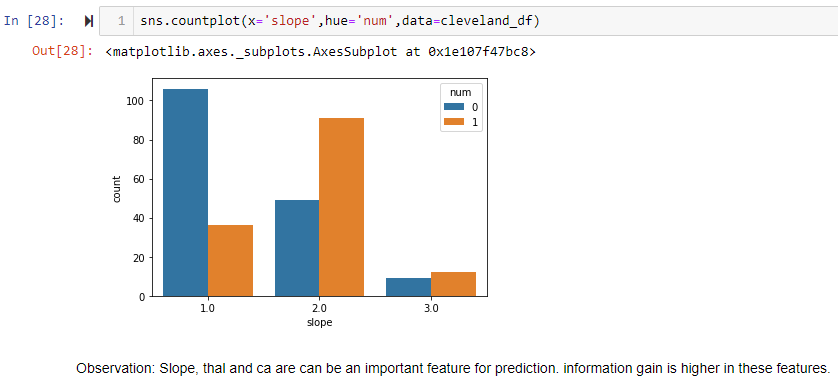 In [28]: 1 sns.countplot(x='slope',hue='num',data=cleveland_df)
Out[28]: <matplotlib.axes._subplots.AxesSubplot at 0x1e107f47bc8>
num
0
1
100
80
60
40
20
0
count
1.0 2.0 3.0
slope
Observation: Slope, thal and ca are can be an important feature for prediction. information gain is higher in these features.